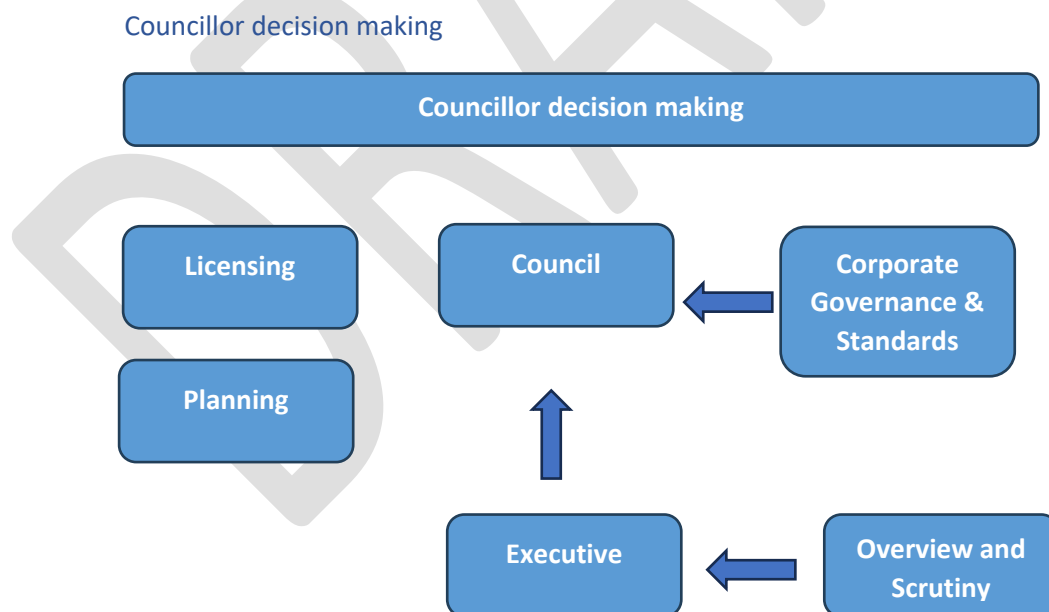 Councillor decision making
Councillor decision making
Licensing
Council
Corporate
Governance &
Standards
Planning
Executive
Overview and
Scrutiny